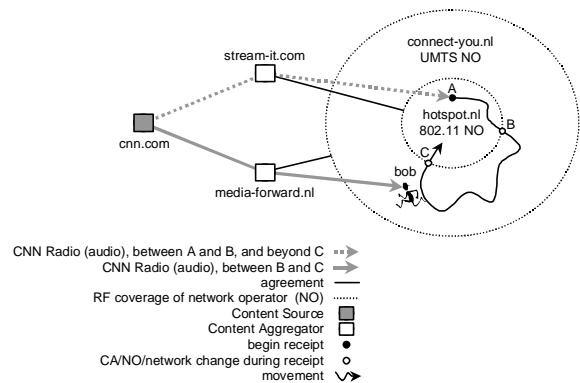 connect-you.nl
UMTS NO
stream-it.com
A
hotspot.nl
802.11 NO
B
cnn.com
C
bob
media-forward.nl
CNN Radio (audio), between A and B, and beyond C
CNN Radio (audio), between B and C
agreement
RF coverage of network operator (NO)
Content Source
Content Aggregator
begin receipt
CA/NO/network change during receipt
movement